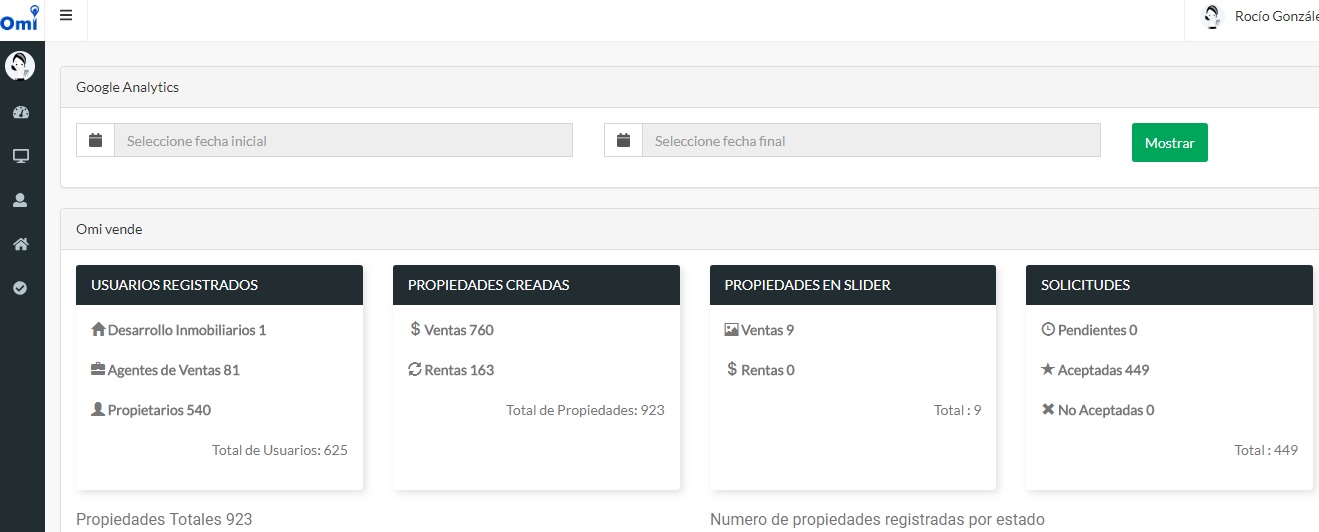 Omi
Rocío Gonzále
Google Analytics
Seleccione fecha inicial
Seleccione fecha final
Mostrar
Omi vende
USUARIOS REGISTRADOS
Desarrollo Inmobiliarios 1
Agentes de Ventas 81
Propietarios 540
Total de Usuarios: 625
PROPIEDADES CREADAS
Ventas 760
Rentas 163
Total de Propiedades: 923
PROPIEDADES EN SLIDER
Ventas 9
Rentas 0
Total : 9
SOLICITUDES
Pendientes 0
Aceptadas 449
No Aceptadas 0
Total : 449
Propiedades Totales 923
Numero de propiedades registradas por estado